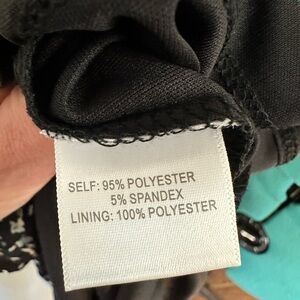 SELF: 95% POLYESTER
5% SPANDEX
LINING: 100% POLYESTER